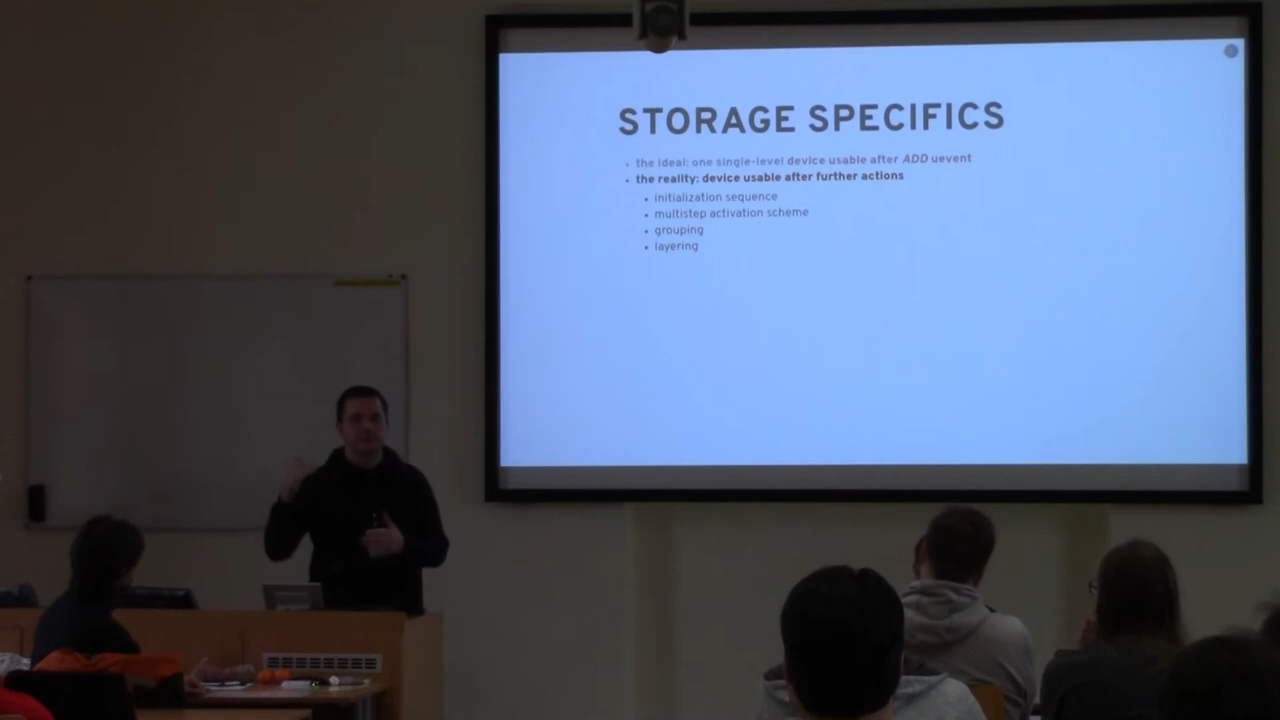 STORAGE SPECIFICS
• the ideal: one single-level device usable after ADD uevent
• the reality: device usable after further actions
• initialization sequence
• multistep activation scheme
• grouping
• layering